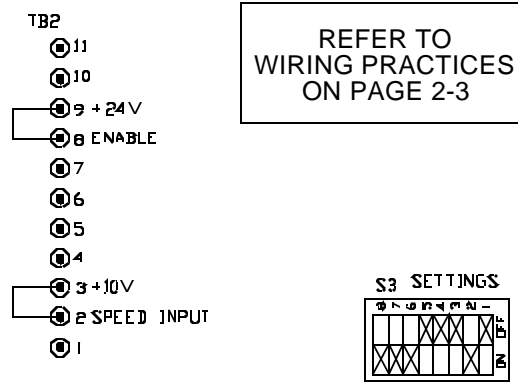 TB2
11
10
9 +24V
8 ENABLE
7
6
5
4
3 +10V
2 SPEED INPUT
1
REFER TO
WIRING PRACTICES
ON PAGE 2-3
S3 SETTINGS
8 7 6 5 4 3 2 1
OFF
ON